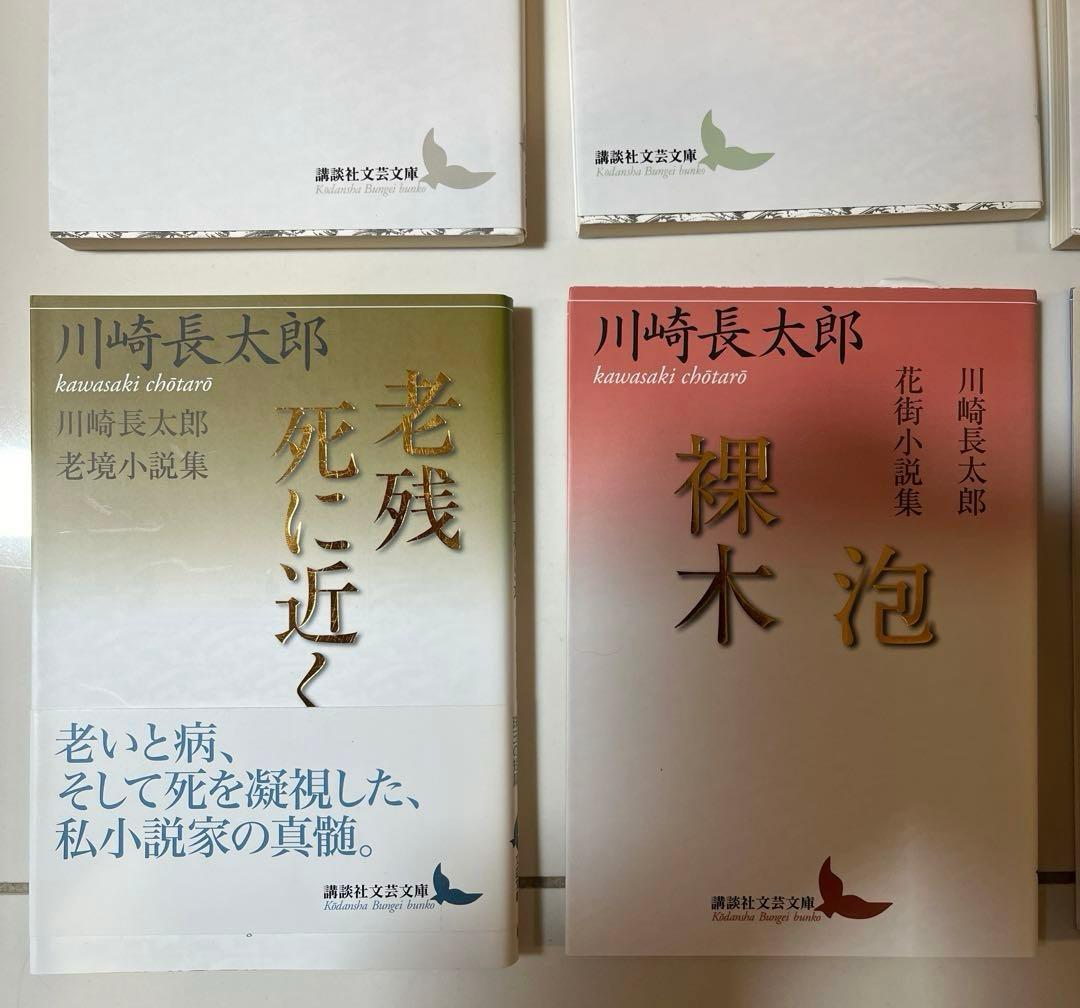 講談社文芸文庫
Kōdansha Bungei bunko
講談社文芸文庫
Kōdansha Bungei bunko
川崎長太郎
kawasaki chōtarō
川崎長太郎
老境小説集
老残
死に近く
老いと病、
そして死を凝視した、
私小説家の真髄。
講談社文芸文庫
Kōdansha Bungei bunko
川崎長太郎
kawasaki chōtarō
川崎長太郎
花街小説集
泡
裸木
講談社文芸文庫
Kōdansha Bungei bunko